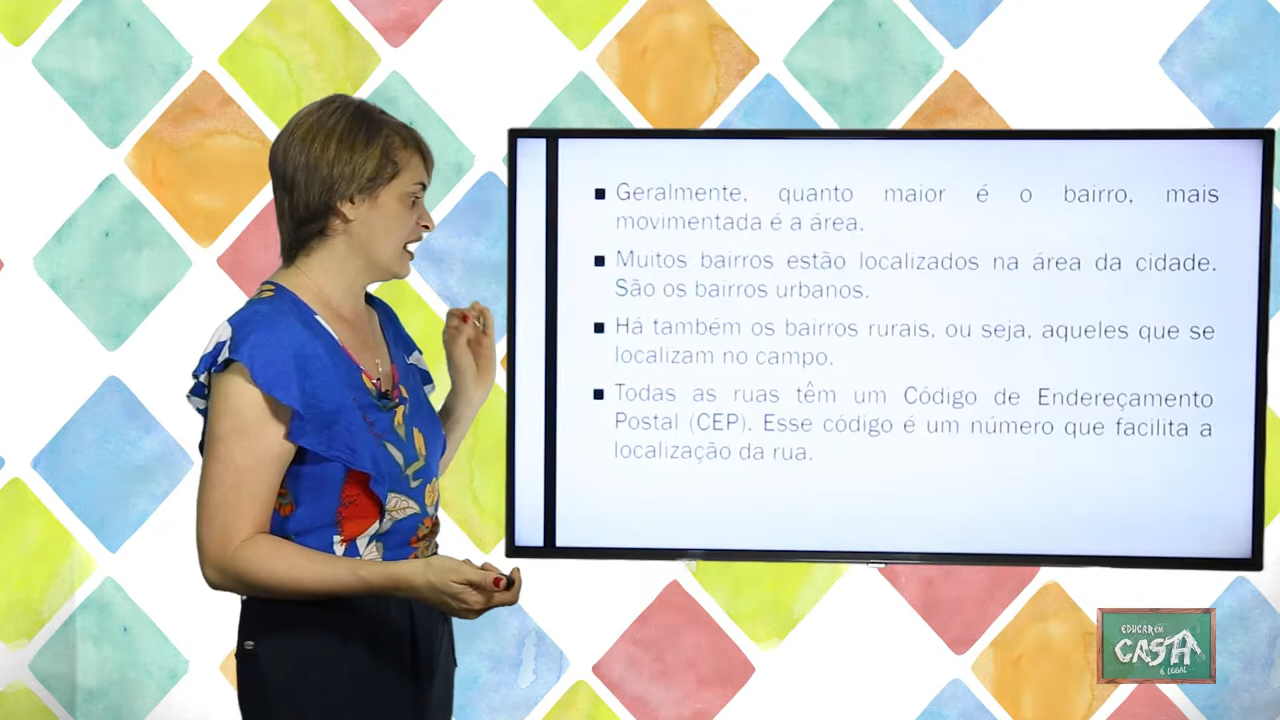 Geralmente, quanto maior é o bairro, mais
movimentada é a área.
Muitos bairros estão localizados na área da cidade.
São os bairros urbanos.
Há também os bairros rurais, ou seja, aqueles que se
localizam no campo.
Todas as ruas têm um Código de Endereçamento
Postal (CEP). Esse código é um número que facilita a
localização da rua.
EDUCAR EM
CASA
É LEGAL